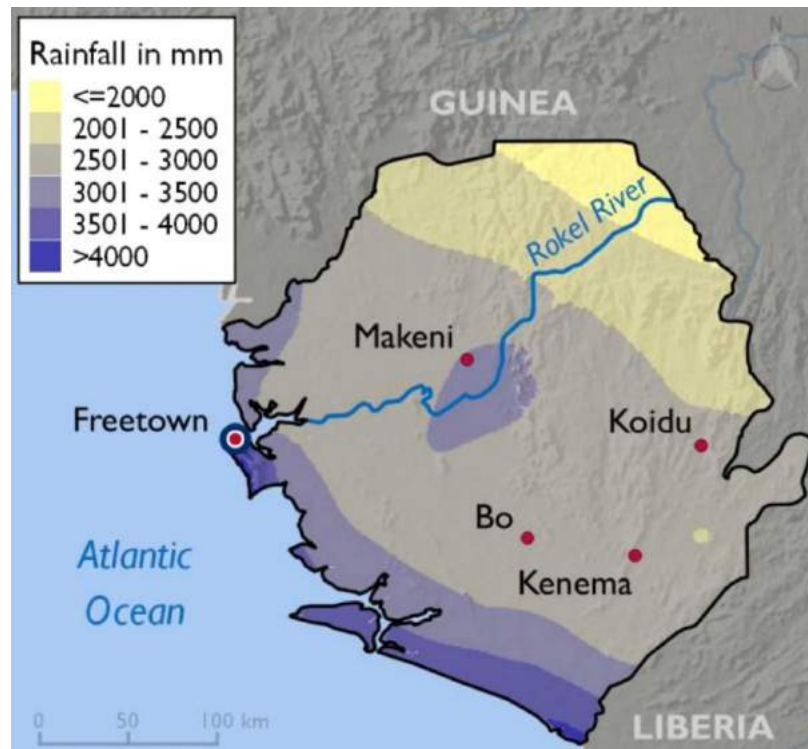 Rainfall in mm
<=2000
2001 - 2500
2501 - 3000
3001 - 3500
3501 - 4000
>4000
N
GUINEA
Rokel River
Makeni
Freetown
Koidu
Bo
Kenema
Atlantic
Ocean
0 50 100 km
LIBERIA